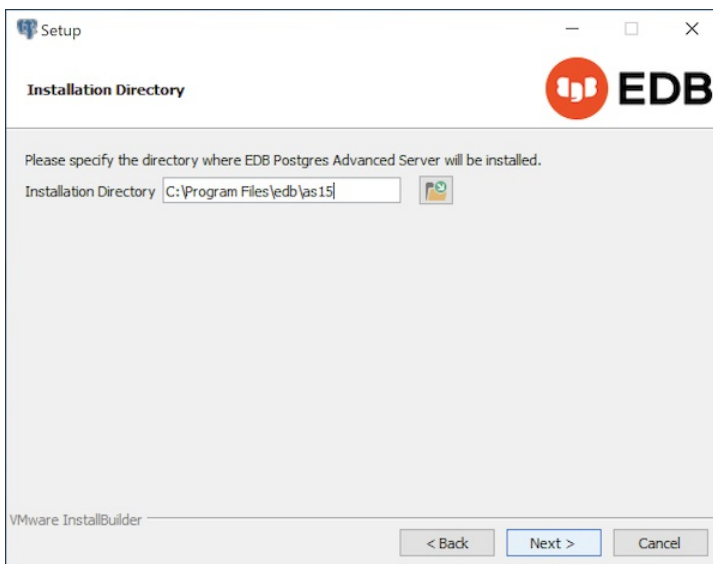 Setup
Installation Directory
EDB
Please specify the directory where EDB Postgres Advanced Server will be installed.
Installation Directory C:\Program Files\edb\as15
VMware InstallBuilder
< Back Next > Cancel